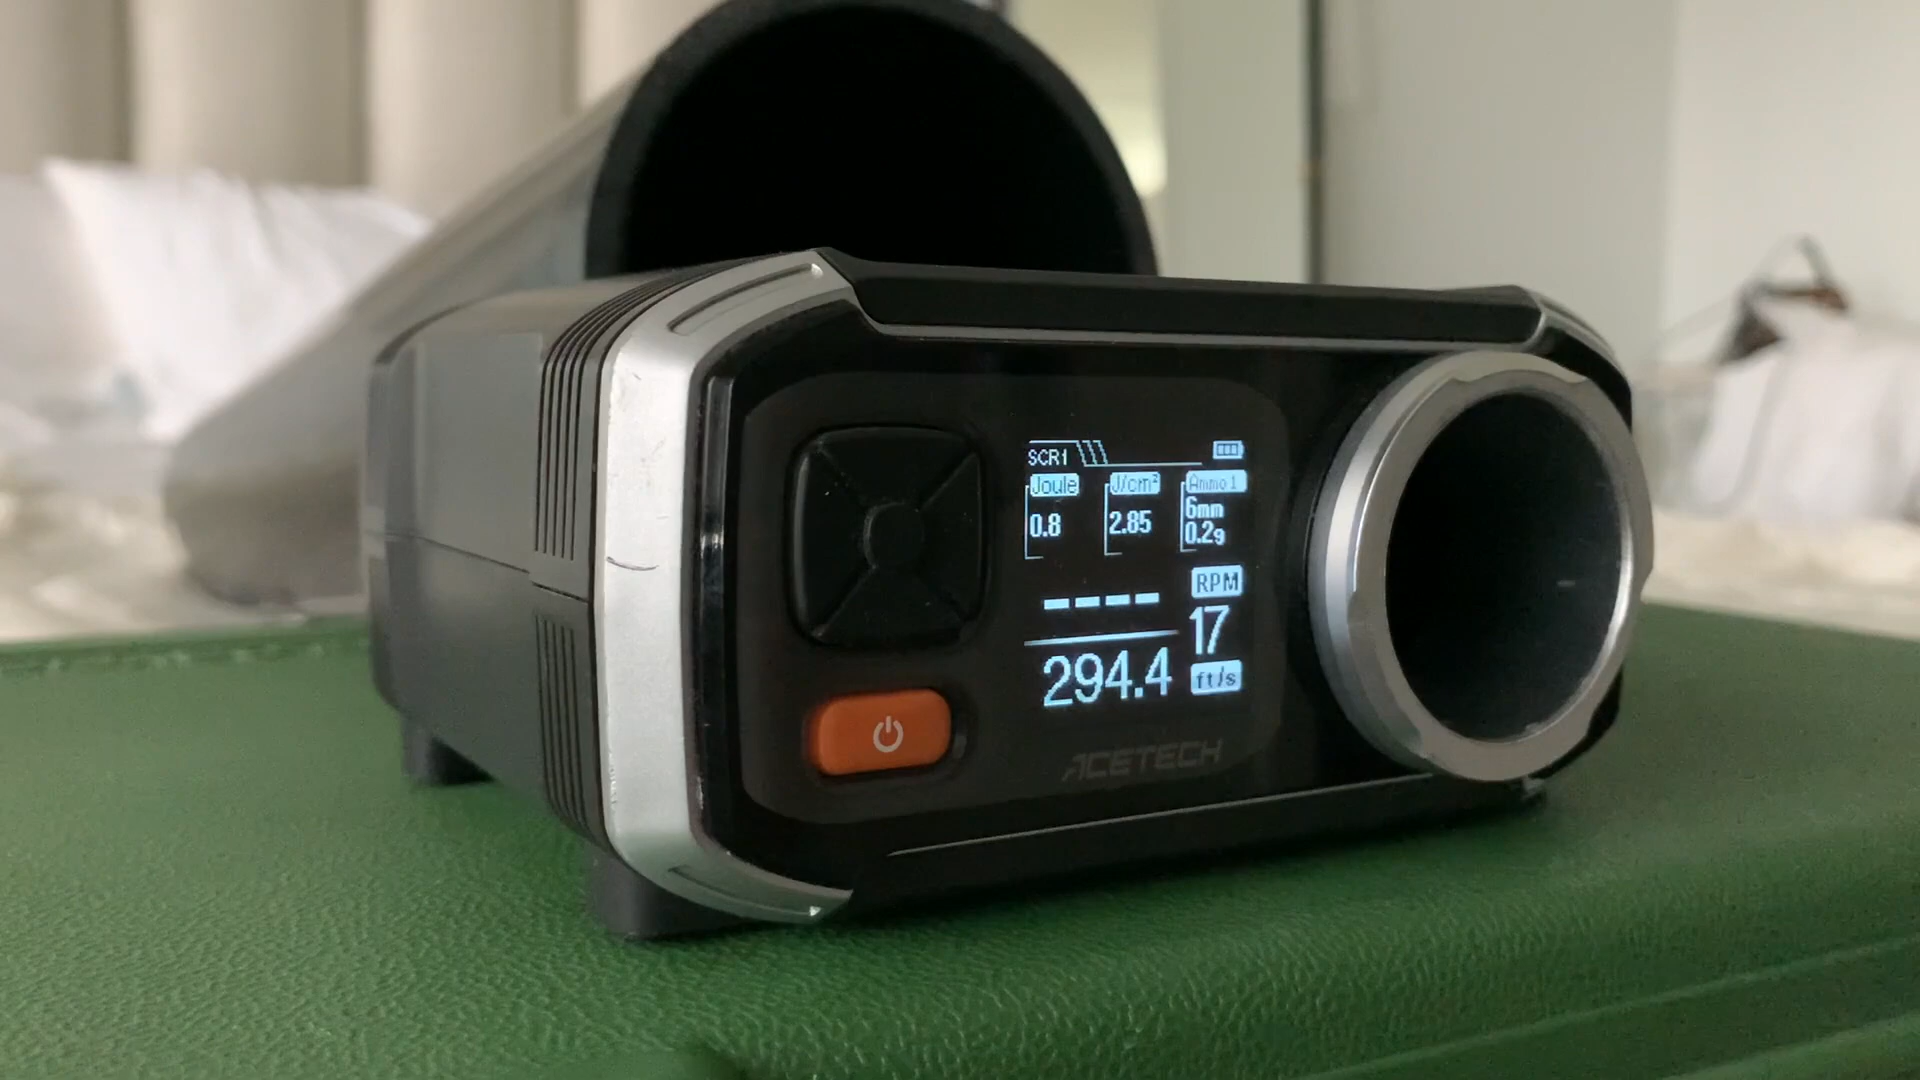 SCR1
Joule J/cm² Ammo 1
0.8 2.85 6mm
0.2g
---- RPM
17
294.4 ft/s
ACETECH